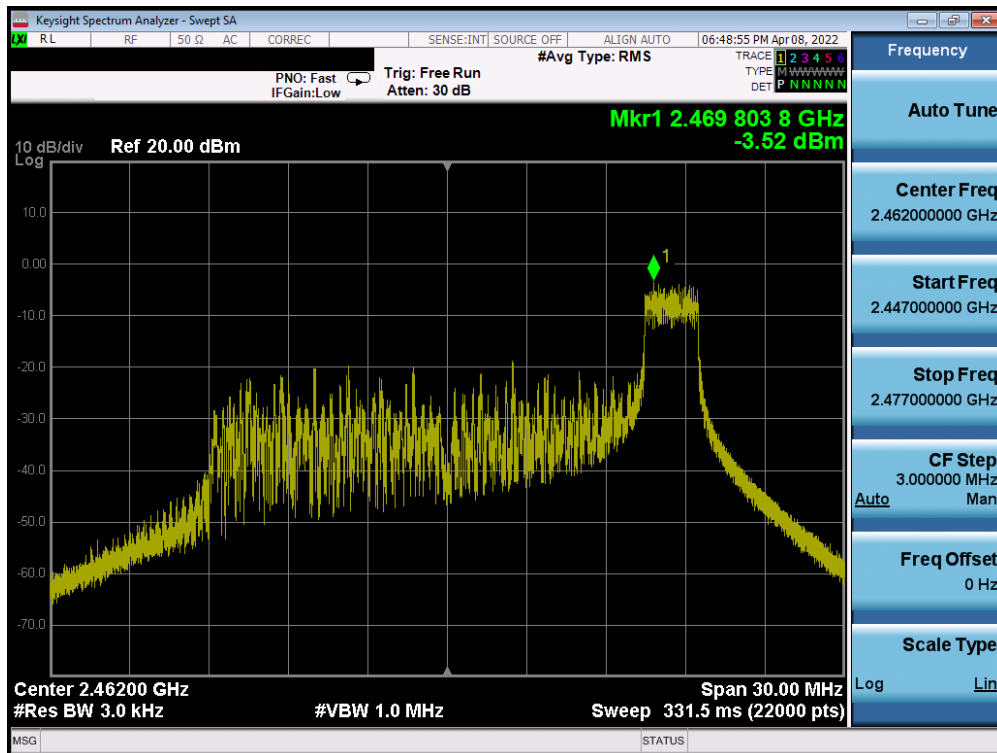 Keysight Spectrum Analyzer - Swept SA
LXI RL RF 50 Ω AC CORREC SENSE:INT SOURCE OFF ALIGN AUTO 06:48:55 PM Apr 08, 2022
Frequency
#Avg Type: RMS
TRACE 1 2 3 4 5 6
PNO: Fast Trig: Free Run
TYPE M WWWWW
IFGain:Low Atten: 30 dB
DET P N N N N N
Auto Tune
Mkr1 2.469 803 8 GHz
-3.52 dBm
10 dB/div Ref 20.00 dBm
Log
Center Freq
2.462000000 GHz
10.0
0.00
1
Start Freq
2.447000000 GHz
-10.0
-20.0
Stop Freq
2.477000000 GHz
-30.0
-40.0
CF Step
3.000000 MHz
Auto Man
-50.0
-60.0
Freq Offset
0 Hz
-70.0
Scale Type
Log Lin
Center 2.46200 GHz Span 30.00 MHz
#Res BW 3.0 kHz #VBW 1.0 MHz Sweep 331.5 ms (22000 pts)
MSG STATUS